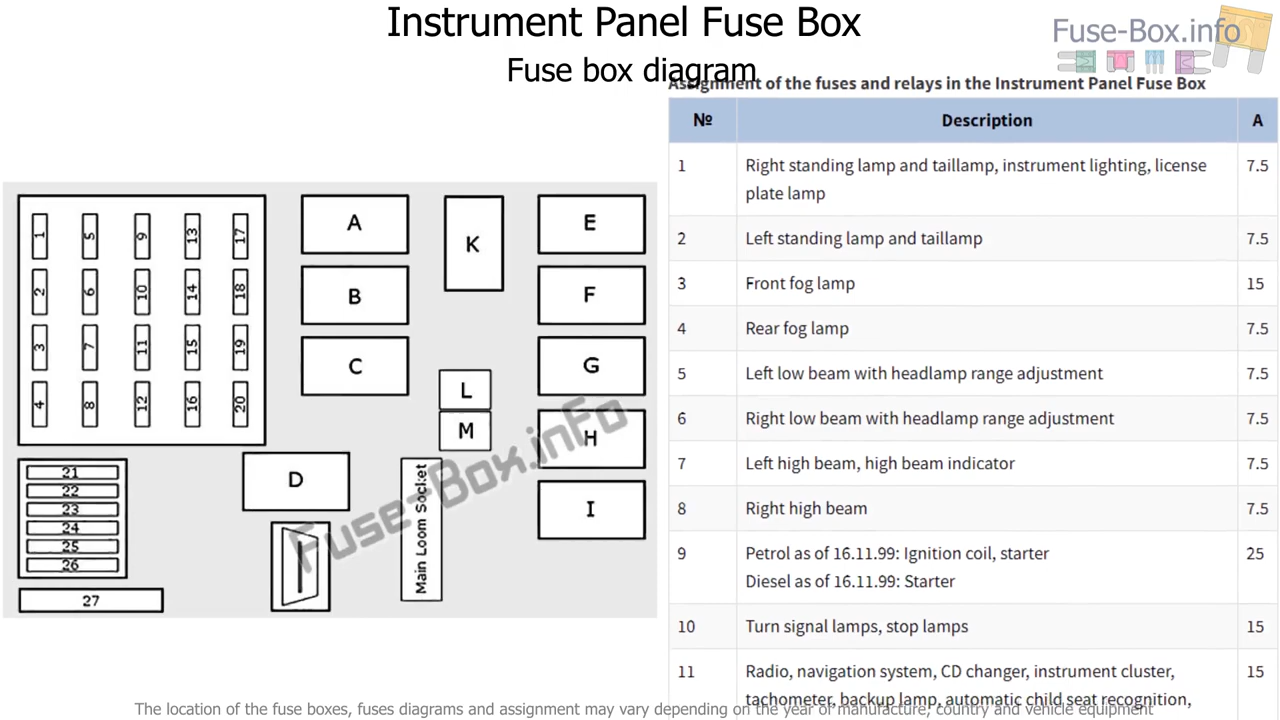 Instrument Panel Fuse Box
Fuse box diagram
Fuse-Box.info
Assignment of the fuses and relays in the Instrument Panel Fuse Box
№ Description A
1 Right standing lamp and taillamp, instrument lighting, license
plate lamp 7.5
2 Left standing lamp and taillamp 7.5
3 Front fog lamp 15
4 Rear fog lamp 7.5
5 Left low beam with headlamp range adjustment 7.5
6 Right low beam with headlamp range adjustment 7.5
7 Left high beam, high beam indicator 7.5
8 Right high beam 7.5
9 Petrol as of 16.11.99: Ignition coil, starter 25
Diesel as of 16.11.99: Starter
10 Turn signal lamps, stop lamps 15
11 Radio, navigation system, CD changer, instrument cluster, 15
tachometer, backup lamp, automatic child seat recognition,
1 5 9 13 17
2 6 10 14 18
3 7 11 15 19
4 8 12 16 20
21
22
23
24
25
26
27
A
B
C
D
K
L
M
Main Loom Socket
E
F
G
H
I
Fuse-Box.inFo
The location of the fuse boxes, fuses diagrams and assignment may vary depending on the year of manufacture, country and vehicle equipment